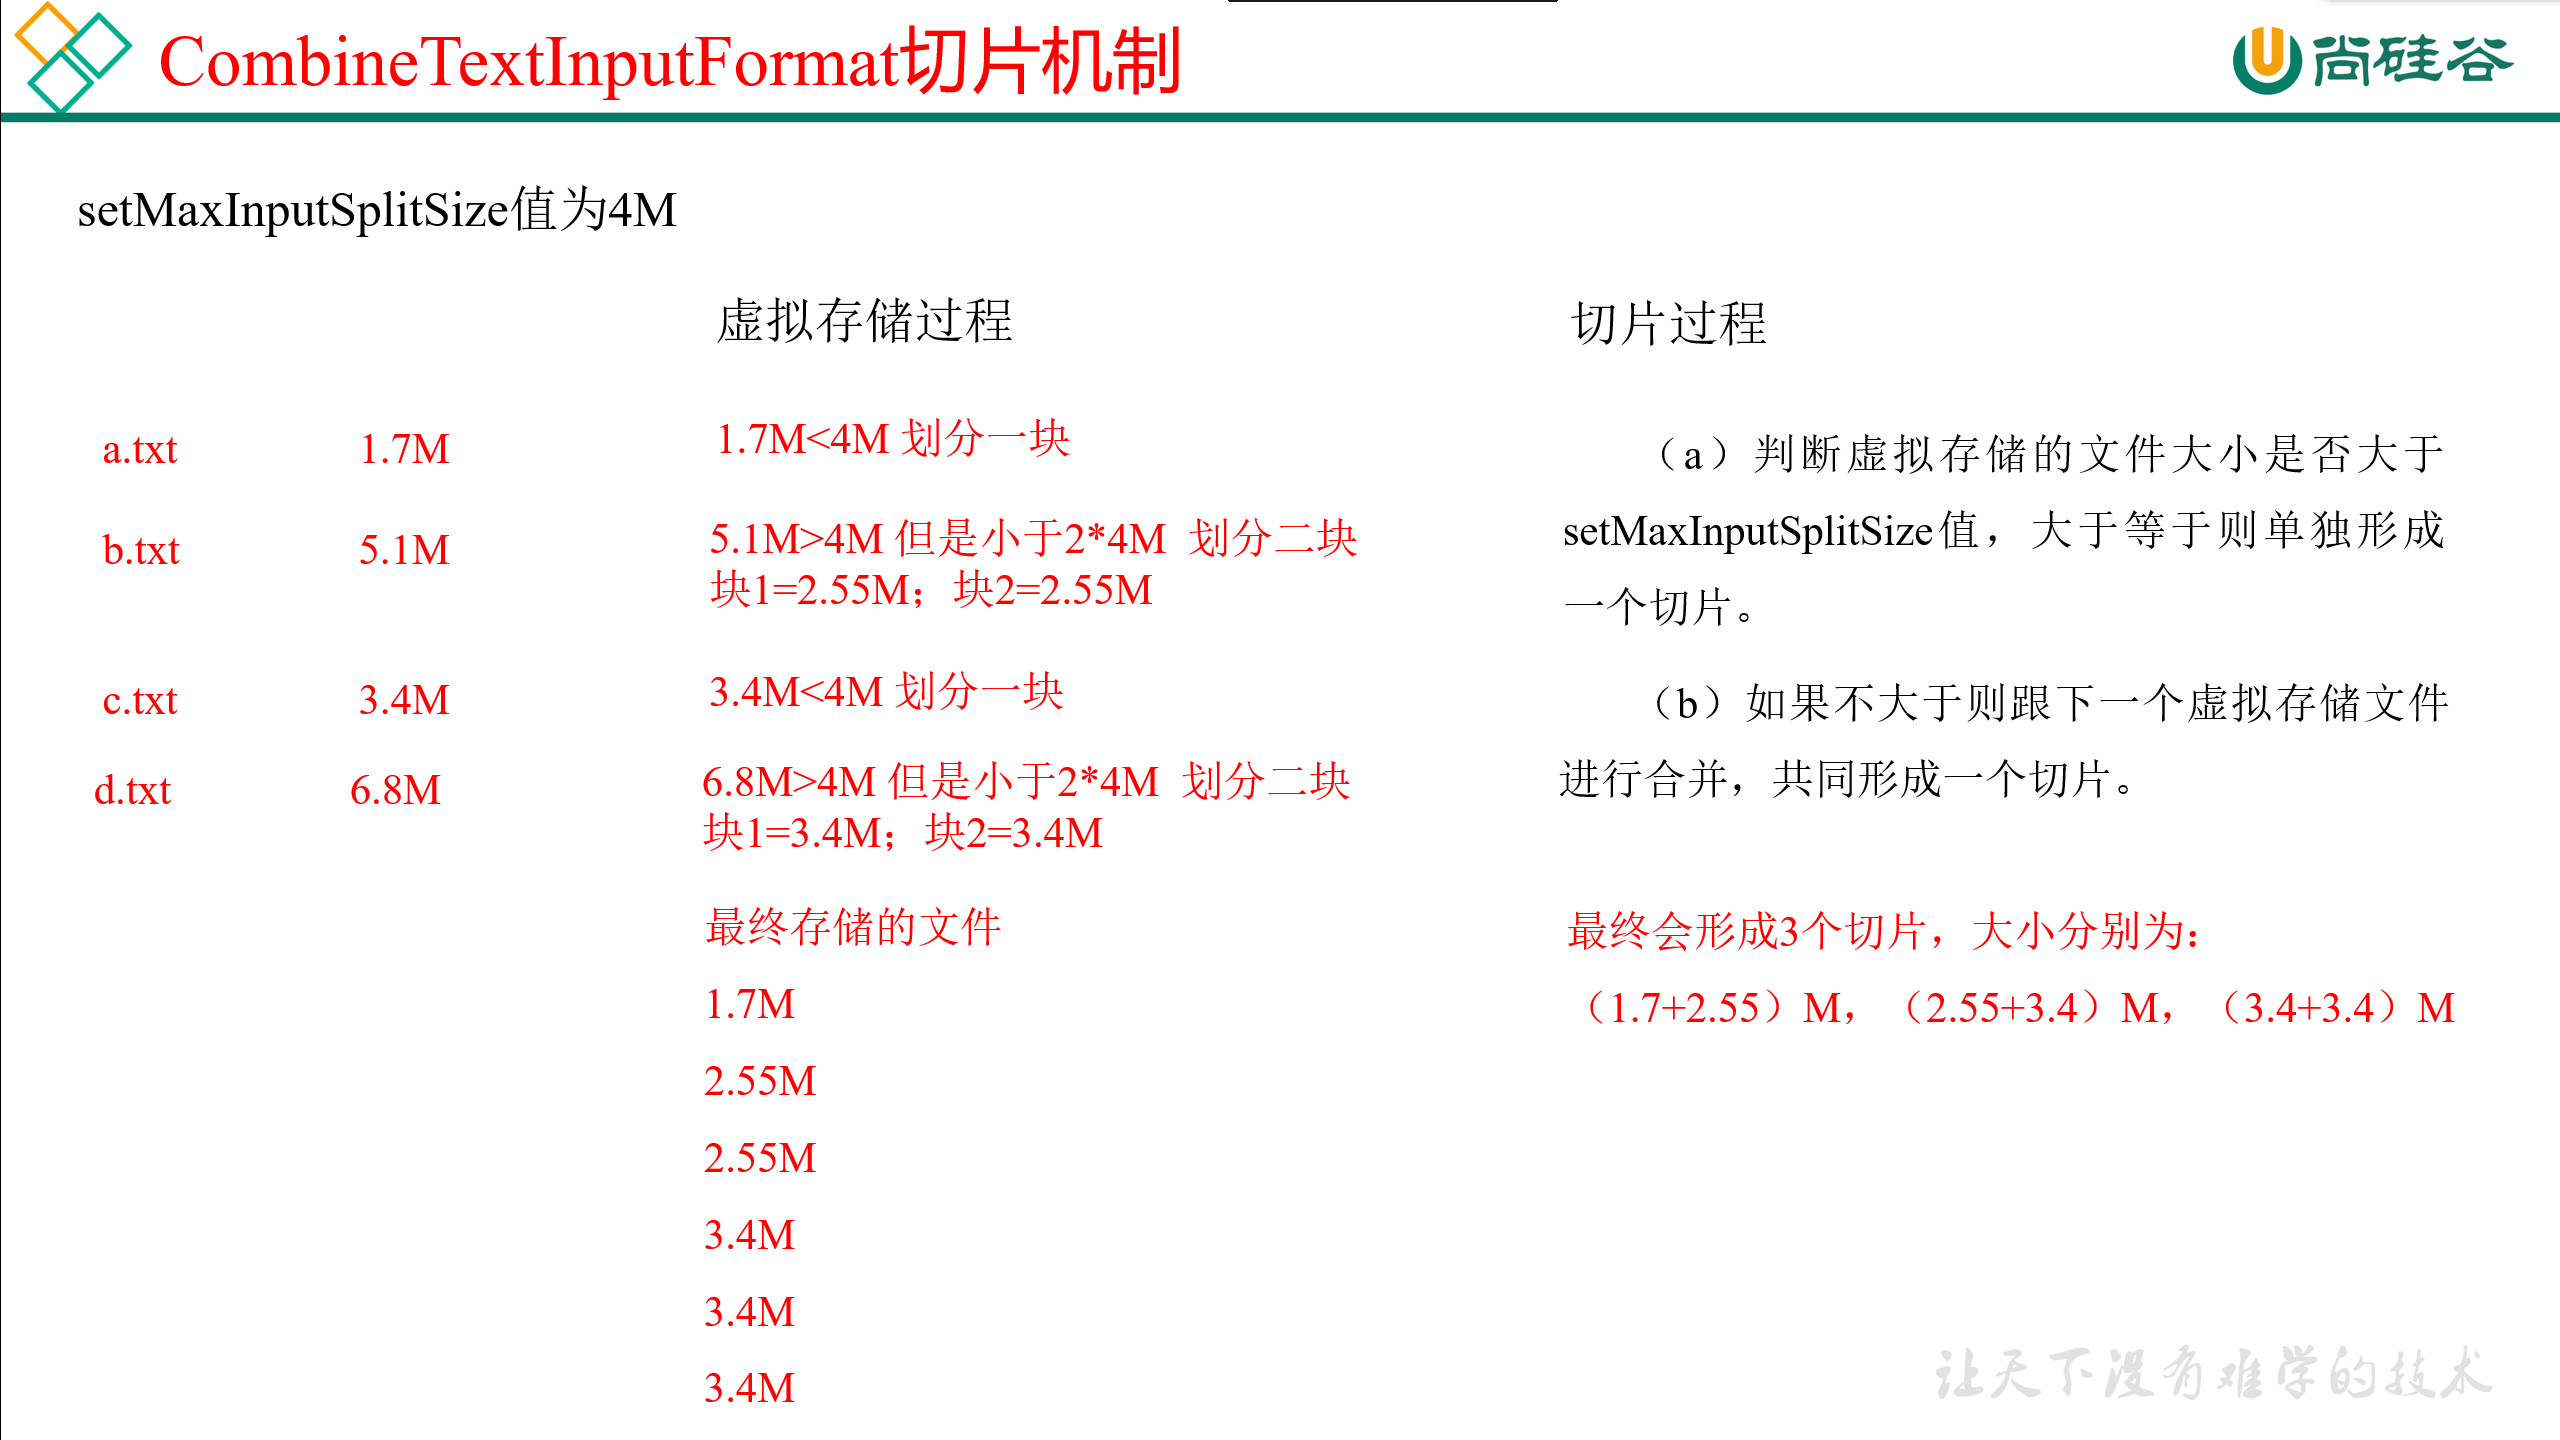 CombineTextInputFormat切片机制
尚硅谷
setMaxInputSplitSize值为4M
虚拟存储过程
切片过程
a.txt 1.7M 1.7M<4M 划分一块
b.txt 5.1M 5.1M>4M 但是小于2*4M 划分二块
块1=2.55M；块2=2.55M
c.txt 3.4M 3.4M<4M 划分一块
d.txt 6.8M 6.8M>4M 但是小于2*4M 划分二块
块1=3.4M；块2=3.4M
最终存储的文件
1.7M
2.55M
2.55M
3.4M
3.4M
3.4M
（a）判断虚拟存储的文件大小是否大于
setMaxInputSplitSize值，大于等于则单独形成
一个切片。
（b）如果不大于则跟下一个虚拟存储文件
进行合并，共同形成一个切片。
最终会形成3个切片，大小分别为：
（1.7+2.55）M，（2.55+3.4）M，（3.4+3.4）M
让天下没有难学的技术